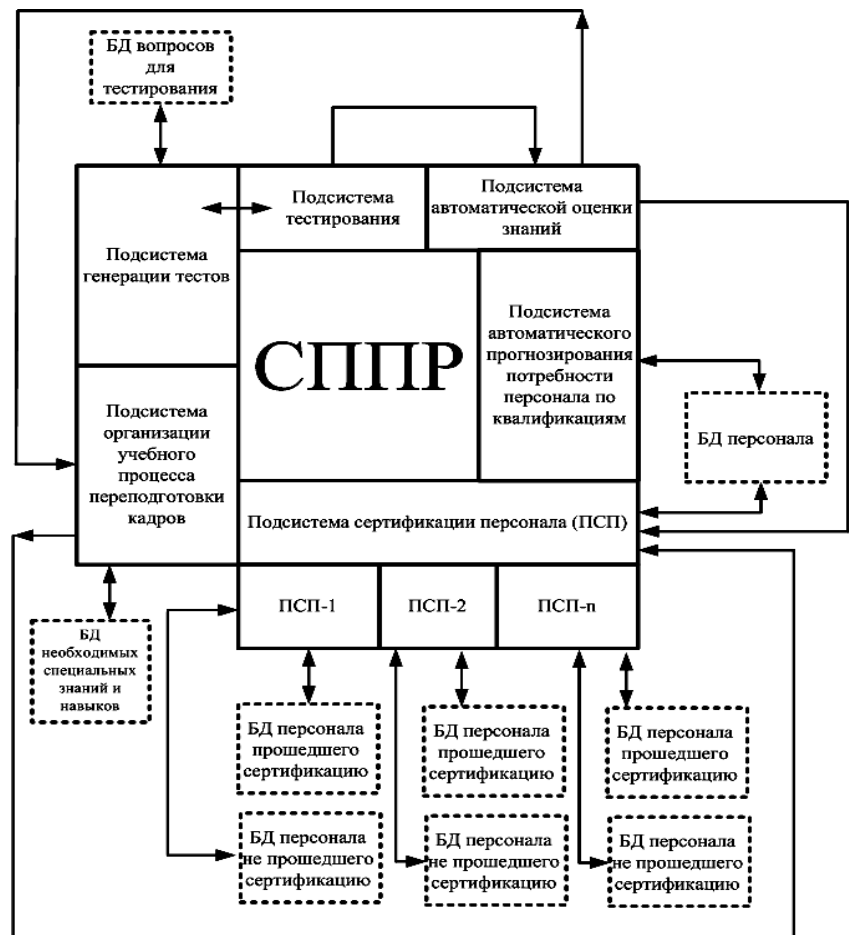 БД вопросов
для
тестирования
Подсистема
тестирования
Подсистема
автоматической оценки
знаний
Подсистема
генерации тестов
СППР
Подсистема
автоматического
прогнозирования
потребности
персонала по
квалификациям
Подсистема
организации
учебного
процесса
переподготовки
кадров
БД персонала
Подсистема сертификации персонала (ПСП)
ПСП-1
ПСП-2
ПСП-n
БД
необходимых
специальных
знаний и
навыков
БД персонала
прошедшего
сертификацию
БД персонала
прошедшего
сертификацию
БД персонала
прошедшего
сертификацию
БД персонала
не прошедшего
сертификацию
БД персонала
не прошедшего
сертификацию
БД персонала
не прошедшего
сертификацию